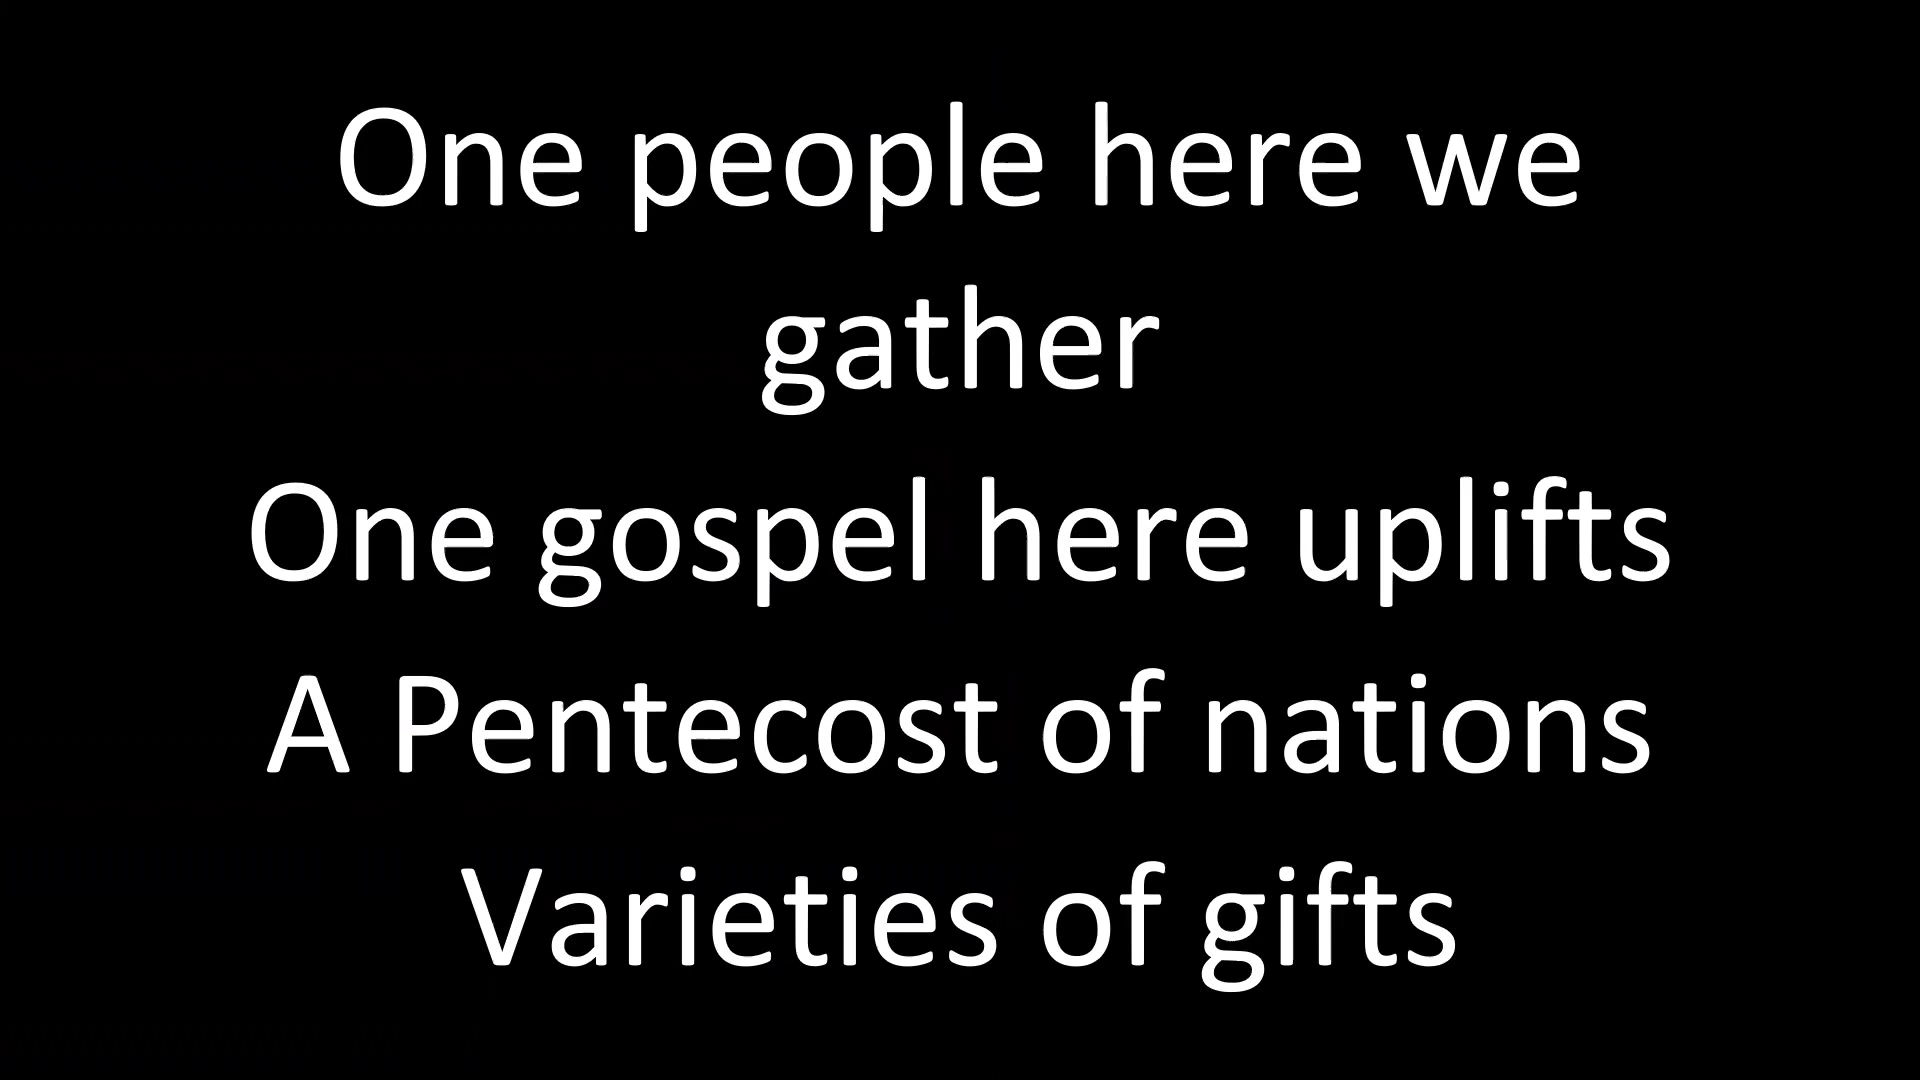 One people here we
gather
One gospel here uplifts
A Pentecost of nations
Varieties of gifts